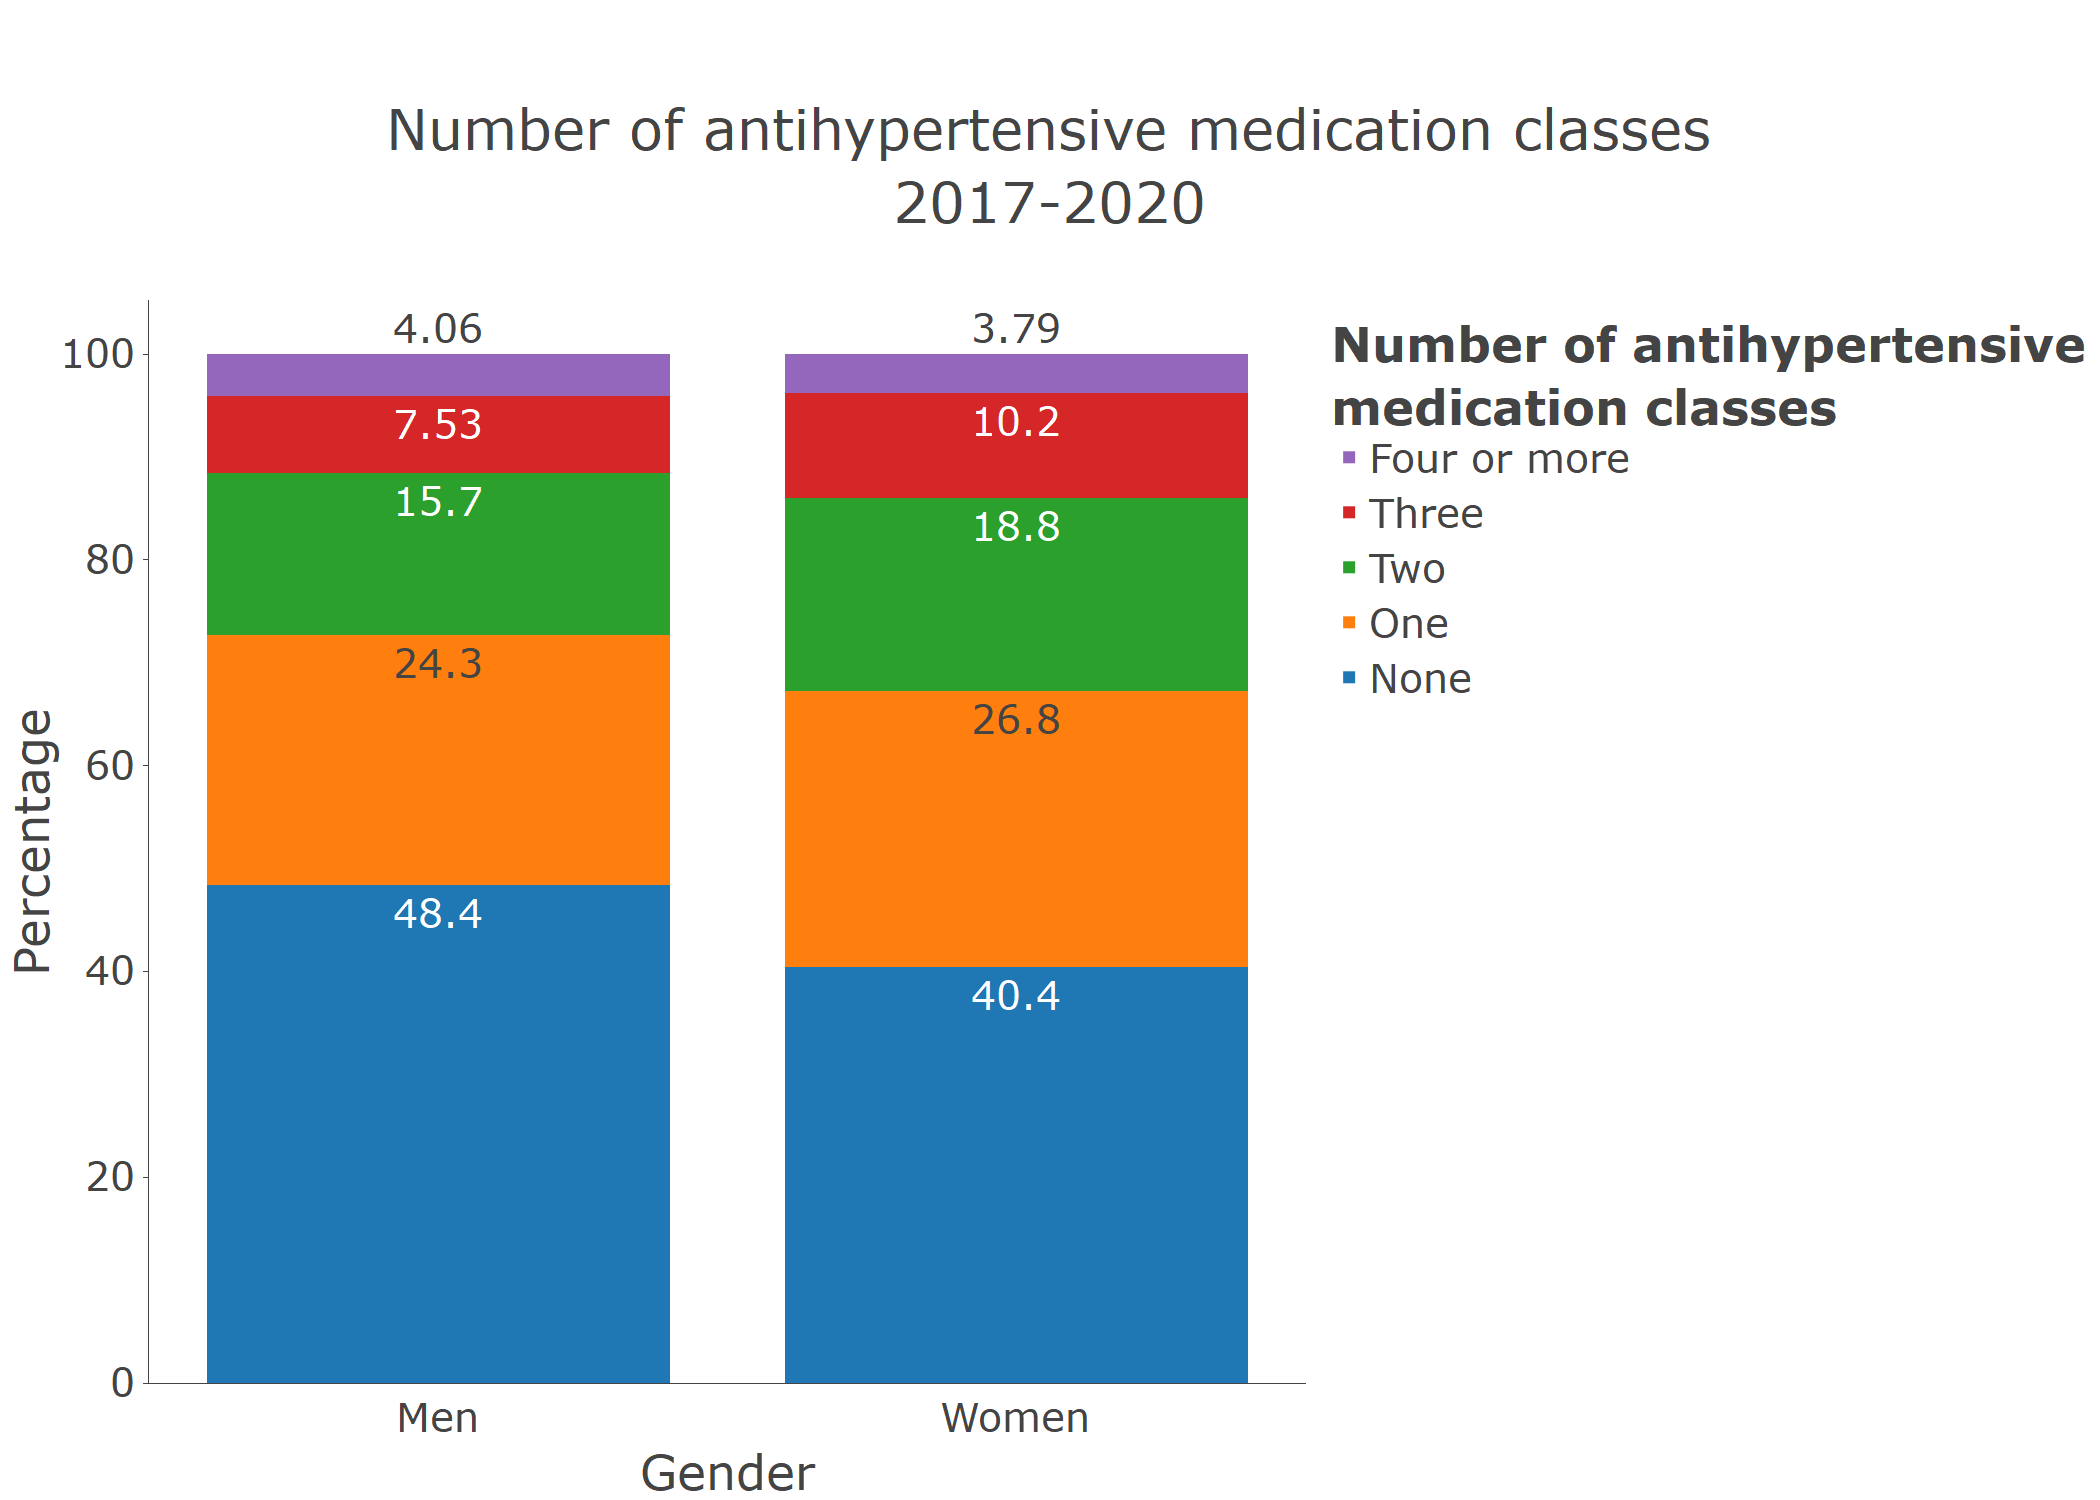 Number of antihypertensive medication classes
2017-2020
4.06
3.79
7.53
10.2
15.7
18.8
24.3
26.8
48.4
40.4
100
80
60
40
20
0
Percentage
Men
Women
Gender
Number of antihypertensive
medication classes
Four or more
Three
Two
One
None